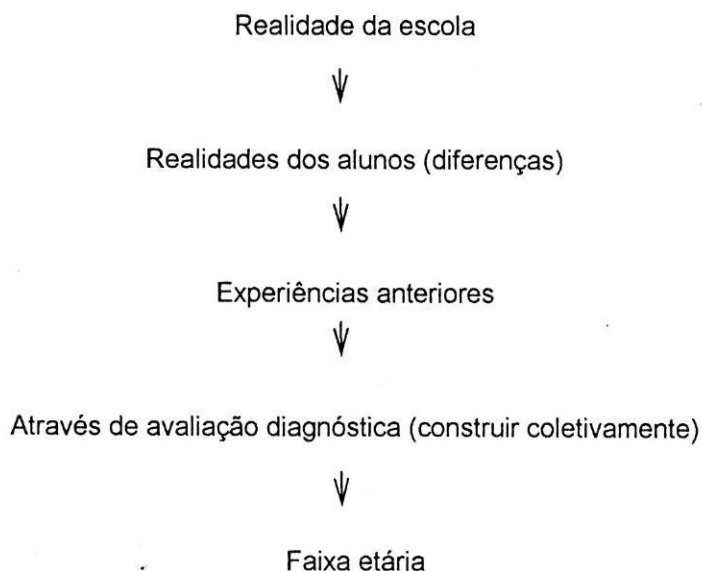 Realidade da escola
Realidades dos alunos (diferenças)
Experiências anteriores
Através de avaliação diagnóstica (construir coletivamente)
Faixa etária